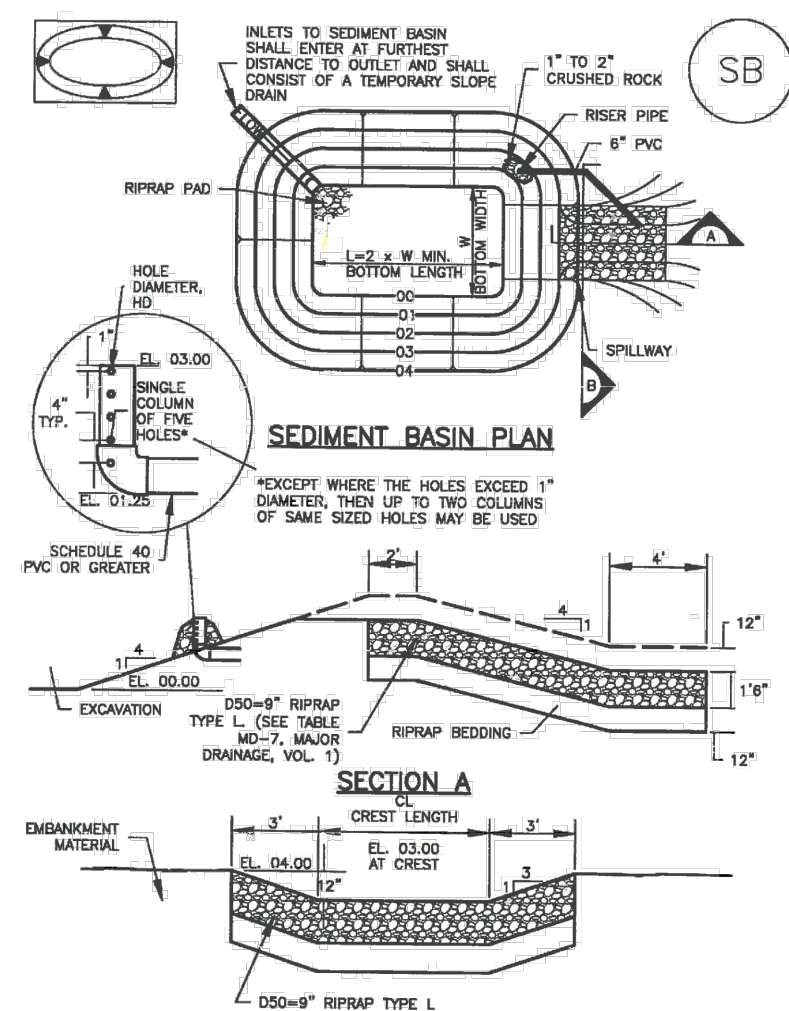 INLETS TO SEDIMENT BASIN
SHALL ENTER AT FURTHEST
DISTANCE TO OUTLET AND SHALL
CONSIST OF A TEMPORARY SLOPE
DRAIN
1" TO 2"
CRUSHED ROCK
SB
RISER PIPE
6" PVC
FLOW
RIPRAP PAD
A
L=2 x W MIN.
BOTTOM LENGTH
W
BOTTOM WIDTH
00
01
02
03
04
SPILLWAY
B
HOLE
DIAMETER,
HD
1"
EL. 03.00
4"
TYP.
SINGLE
COLUMN
OF FIVE
HOLES*
EL. 01.25
SEDIMENT BASIN PLAN
*EXCEPT WHERE THE HOLES EXCEED 1"
DIAMETER, THEN UP TO TWO COLUMNS
OF SAME SIZED HOLES MAY BE USED
SCHEDULE 40
PVC OR GREATER
2'
4'
4
1
12"
4
1
EL. 00.00
EXCAVATION
D50=9" RIPRAP
TYPE L. (SEE TABLE
MD-7, MAJOR
DRAINAGE, VOL. 1)
RIPRAP BEDDING
1'6"
12"
SECTION A
CL
CREST LENGTH
EMBANKMENT
MATERIAL
3'
3'
EL. 04.00
EL. 03.00
AT CREST
12"
3
1
D50=9" RIPRAP TYPE L